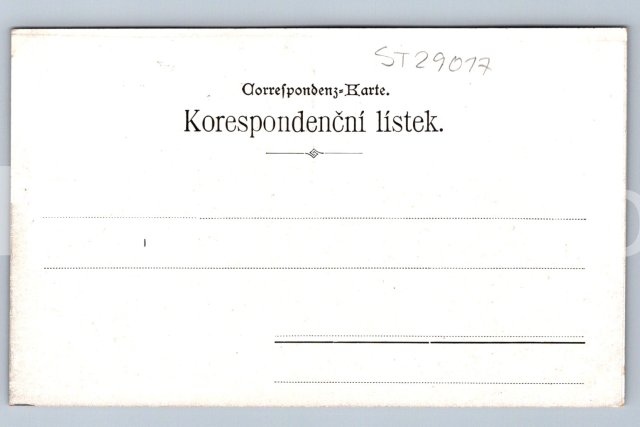 ST29017
Correspondenz-Karte.
Korespondenční lístek.